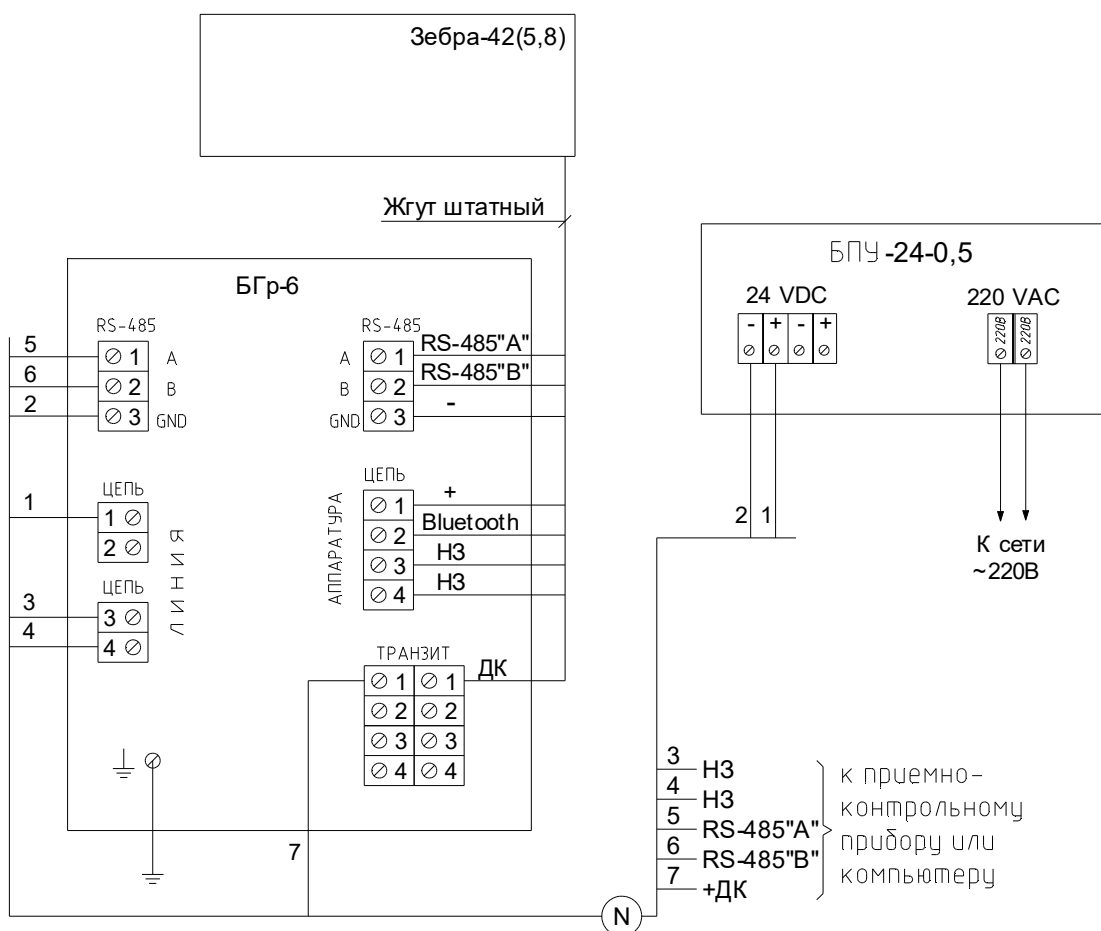 Зебра-42(5,8)
Жгут штатный
БГр-6
RS-485
5
1
A
6
2
B
2
3
GND
ЦЕПЬ
1
1
2
ЦЕПЬ
3
3
4
4
ЛИНИЯ
RS-485
A
1
RS-485"A"
B
2
RS-485"B"
GND
3
-
ЦЕПЬ
АППАРАТУРА
1
+
2
Bluetooth
3
НЗ
4
НЗ
ТРАНЗИТ
1 1
ДК
2 2
3 3
4 4
7
N
БПУ-24-0,5
24 VDC
- + - +
220 VAC
220В 220В
2 1
К сети
~220В
3
НЗ
4
НЗ
5
RS-485"A"
6
RS-485"B"
7
+ДК
к приемно-
контрольному
прибору или
компьютеру